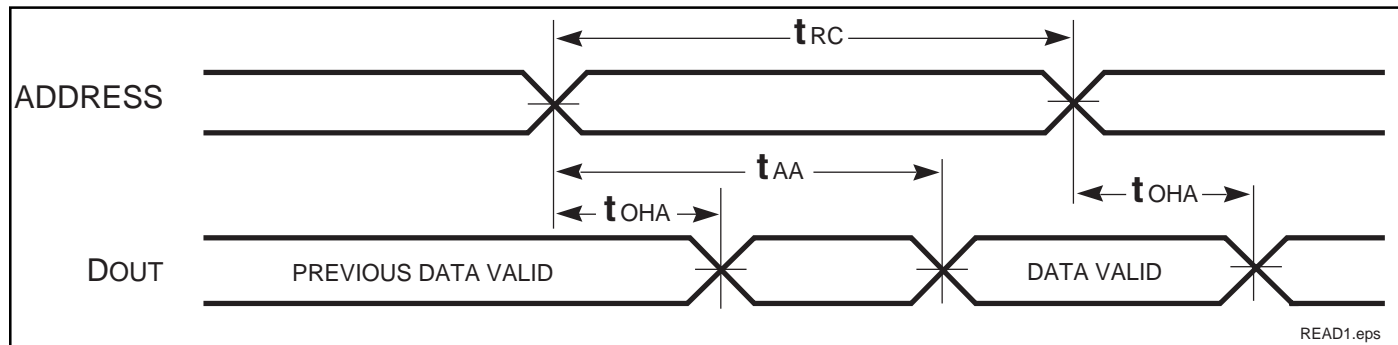 tRC
ADDRESS
tAA
tOHA
tOHA
DOUT
PREVIOUS DATA VALID
DATA VALID
READ1.eps